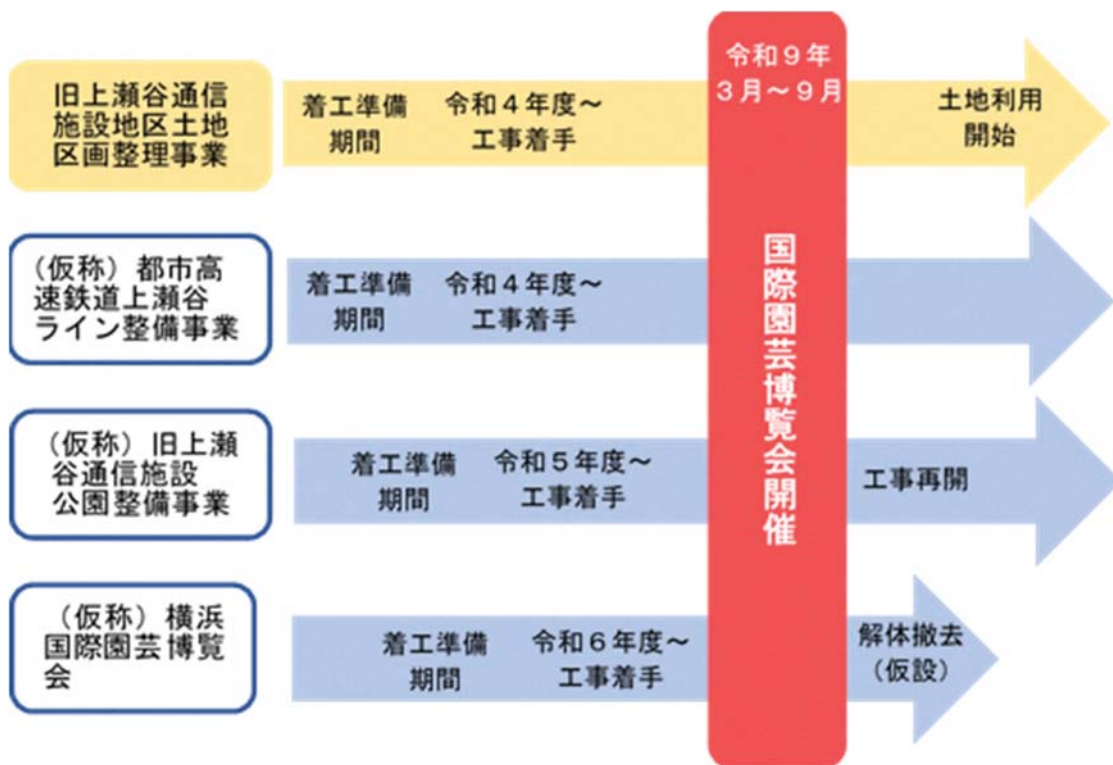 旧上瀬谷通信
施設地区土地
区画整理事業
着工準備
期間
令和４年度～
工事着手
土地利用
開始
（仮称）都市高
速鉄道上瀬谷
ライン整備事業
着工準備
期間
令和４年度～
工事着手
（仮称）旧上瀬
谷通信施設
公園整備事業
着工準備
期間
令和５年度～
工事着手
工事再開
（仮称）横浜
国際園芸博覧
会
着工準備
期間
令和６年度～
工事着手
解体撤去
（仮設）
令和９年
３月～９月
国際園芸博覧会開催